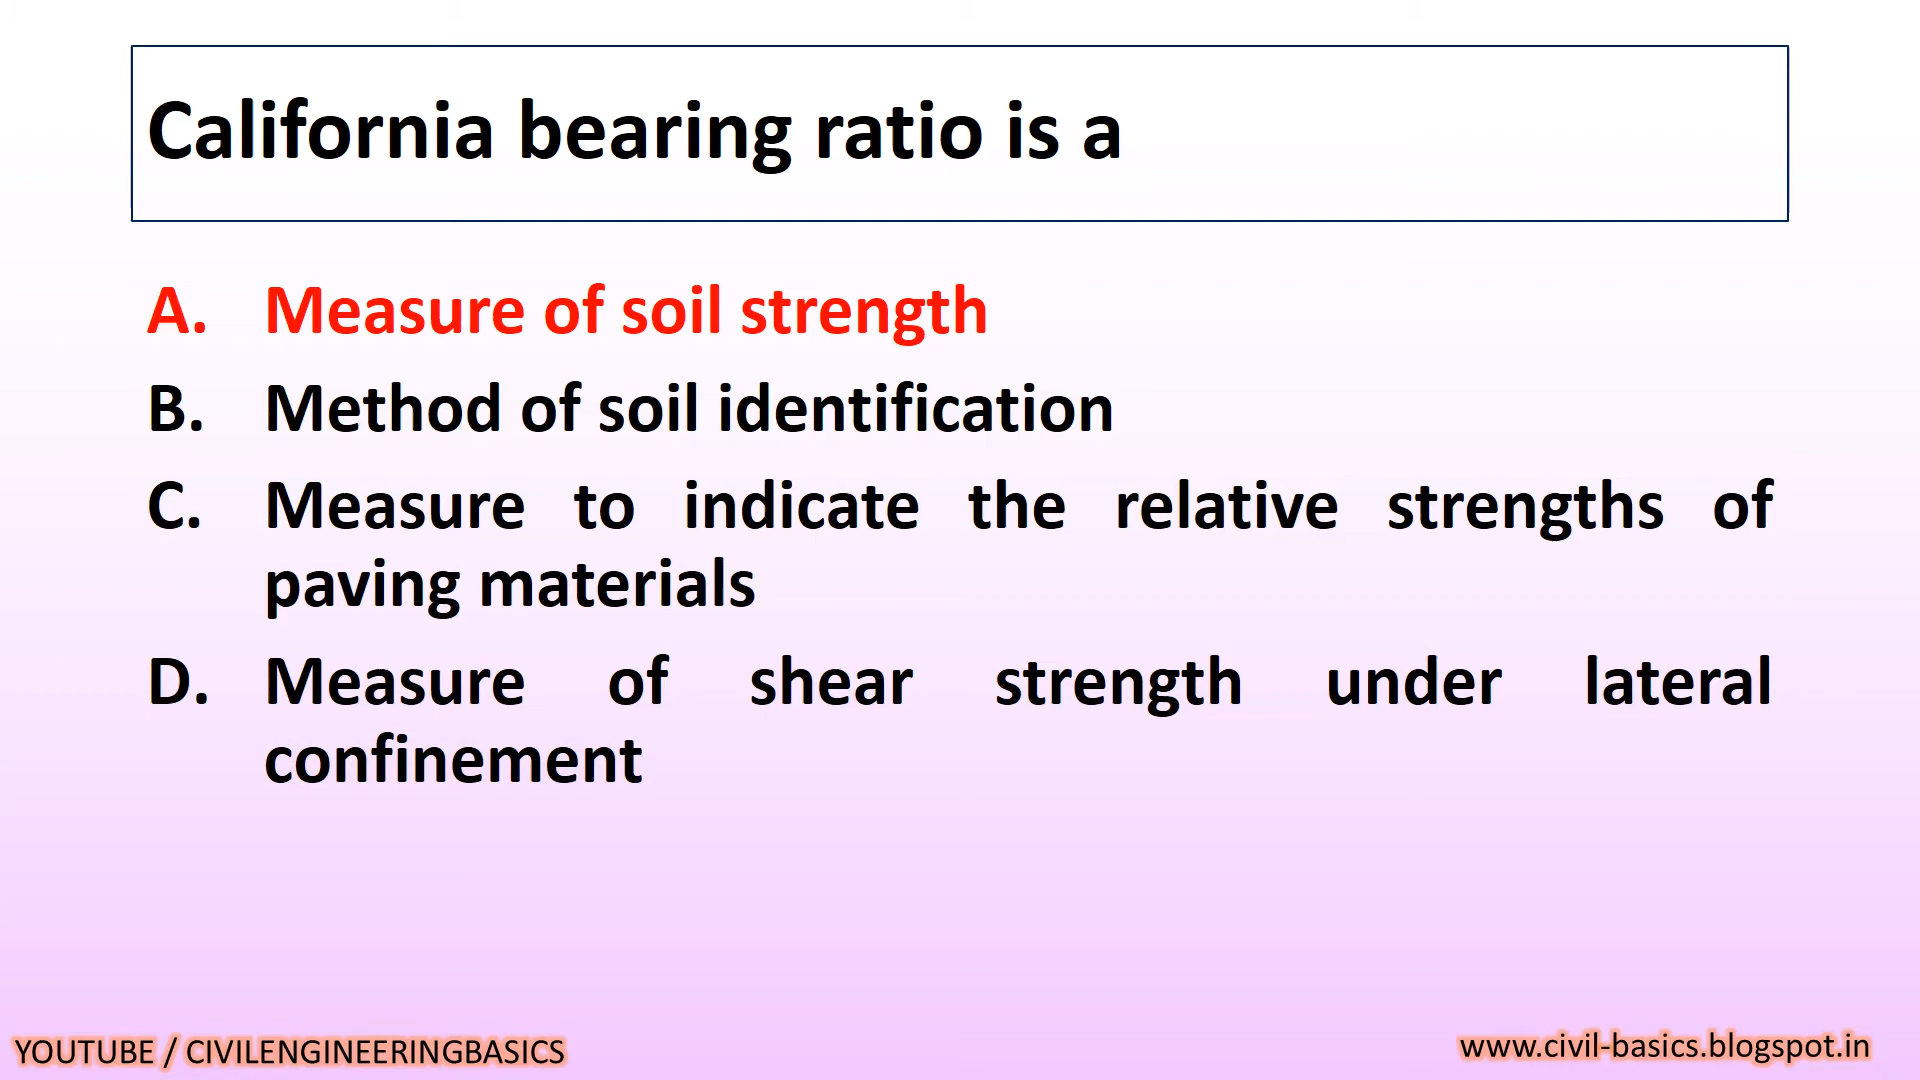 California bearing ratio is a
A. Measure of soil strength
B. Method of soil identification
C. Measure to indicate the relative strengths of
paving materials
D. Measure of shear strength under lateral
confinement
YOUTUBE / CIVILENGINEERINGBASICS
www.civil-basics.blogspot.in